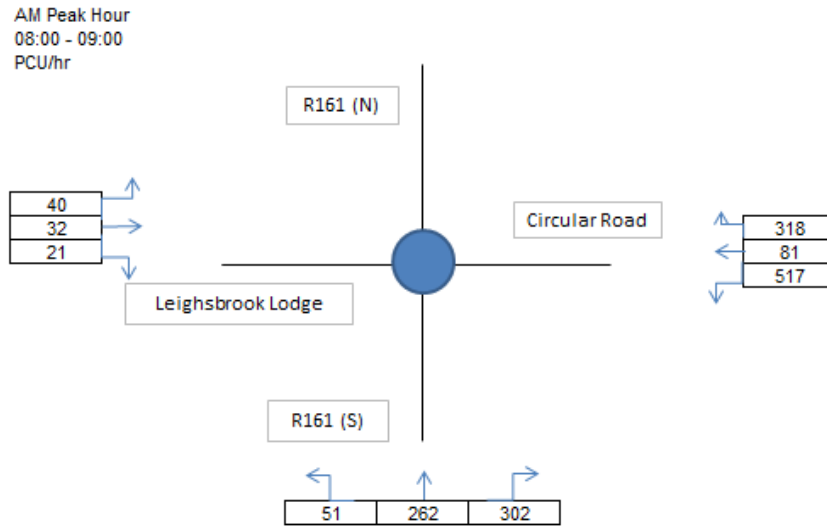 AM Peak Hour
08:00 - 09:00
PCU/hr
R161 (N)
40
32
21
Circular Road
318
81
517
Leighsbrook Lodge
R161 (S)
51 262 302